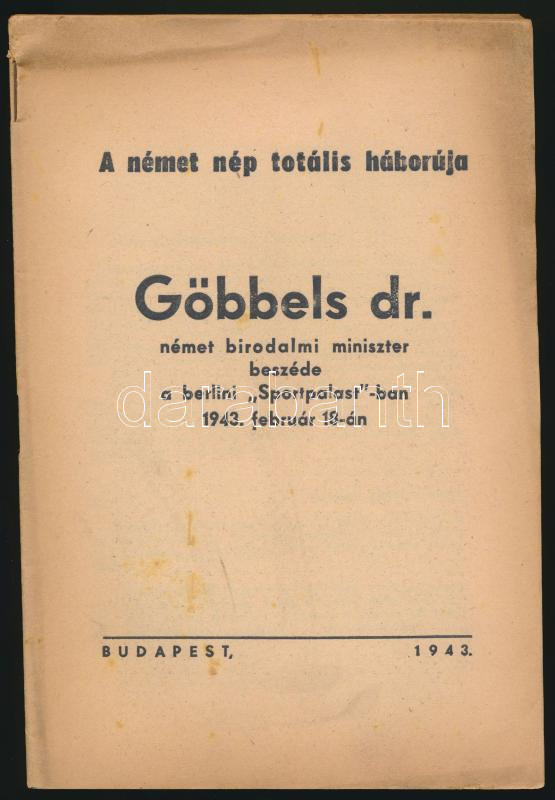 A német nép totális háborúja
Göbbels dr.
német birodalmi miniszter
beszéde
a berlini „Sportpalast"-ban
darabanth
1943. február 18-án
BUDAPEST, 1943.